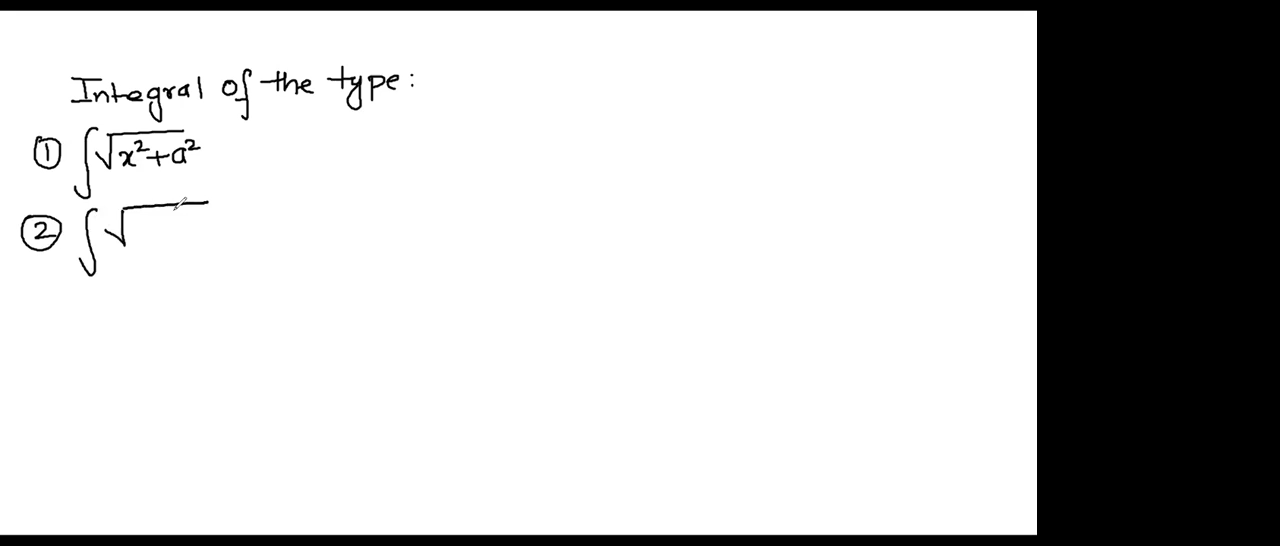 Integral of the type:
① ∫√x²+a²
② ∫√